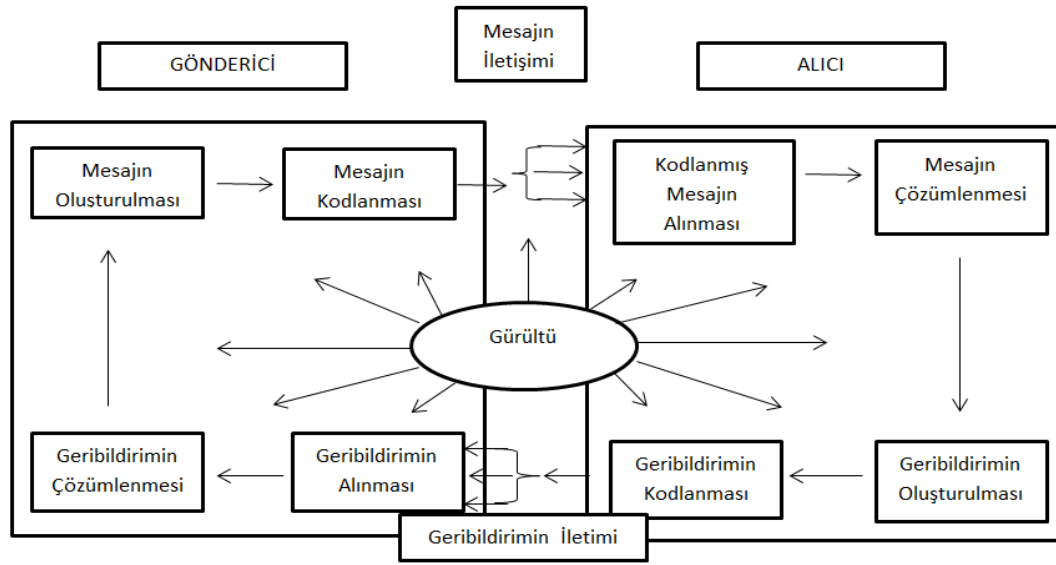 Mesajın
İletişimi
GÖNDERİCİ
ALICI
Mesajın
Oluşturulması
Mesajın
Kodlanması
Kodlanmış
Mesajın
Alınması
Mesajın
Çözümlenmesi
Gürültü
Geribildirimin
Çözümlenmesi
Geribildirimin
Alınması
Geribildirimin
Kodlanması
Geribildirimin
Oluşturulması
Geribildirimin İletimi